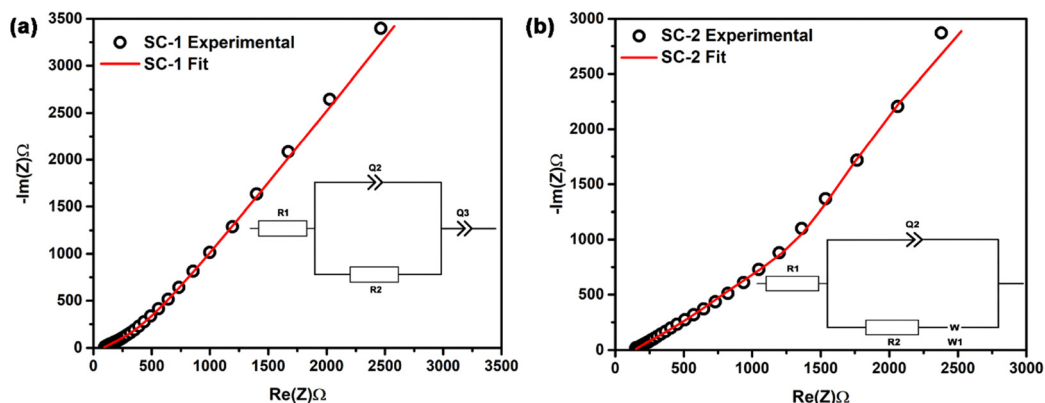 (a)
SC-1 Experimental
SC-1 Fit
3500
3000
2500
2000
1500
1000
500
0
-Im(Z)Ω
0 500 1000 1500 2000 2500 3000 3500
Re(Z)Ω
Q2
R1
Q3
R2
(b)
SC-2 Experimental
SC-2 Fit
3000
2500
2000
1500
1000
500
0
-Im(Z)Ω
0 500 1000 1500 2000 2500 3000
Re(Z)Ω
Q2
R1
W
R2 W1